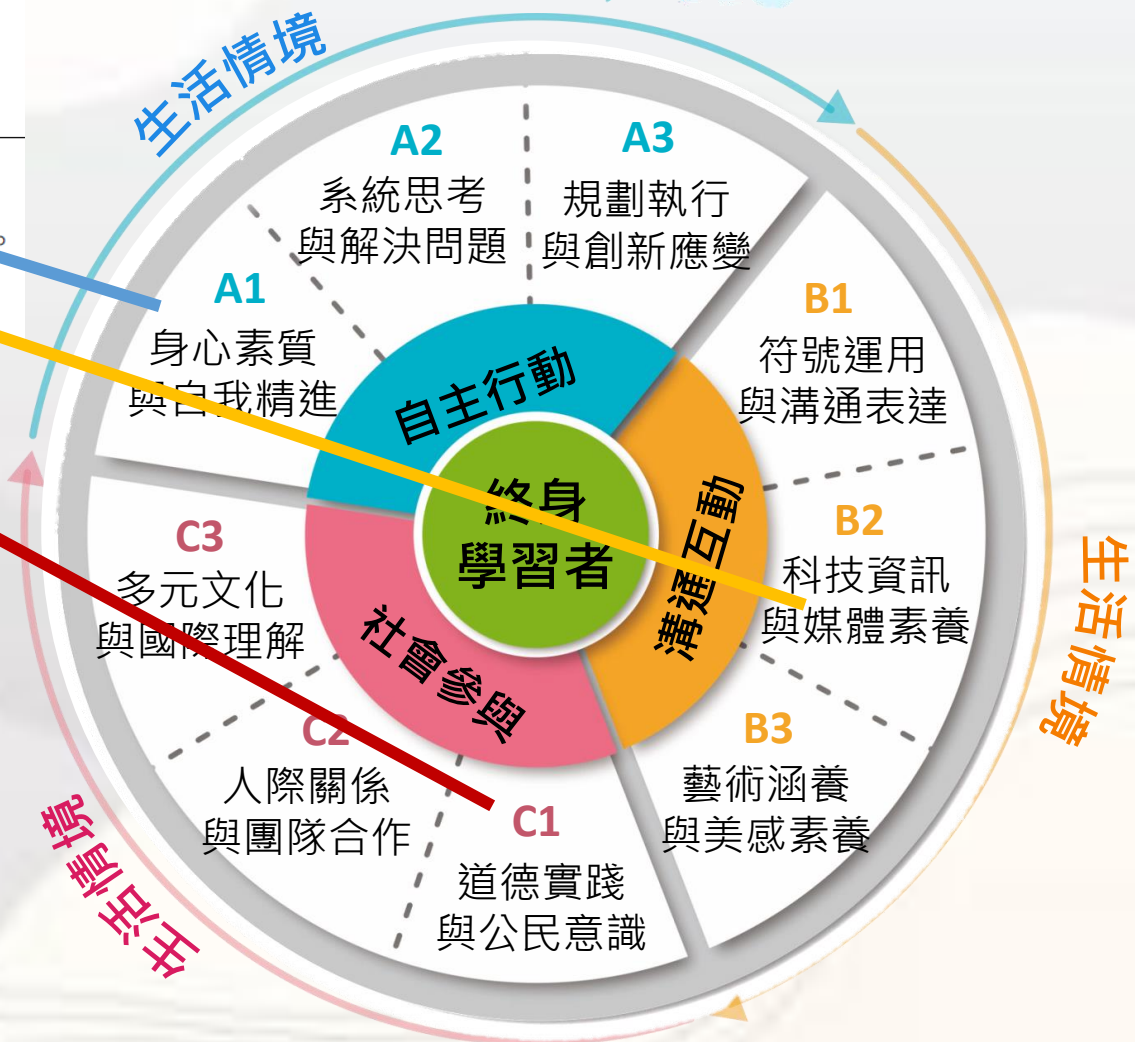 生活情境
A2
系統思考
與解決問題
A3
規劃執行
與創新應變
。
A1
身心素質
與自我精進
B1
符號運用
與溝通表達
自主行動
終身
學習者
溝通互動
社會參與
B2
科技資訊
與媒體素養
生活情境
C3
多元文化
與國際理解
B3
藝術涵養
與美感素養
C2
人際關係
與團隊合作
C1
道德實踐
與公民意識
生活情境